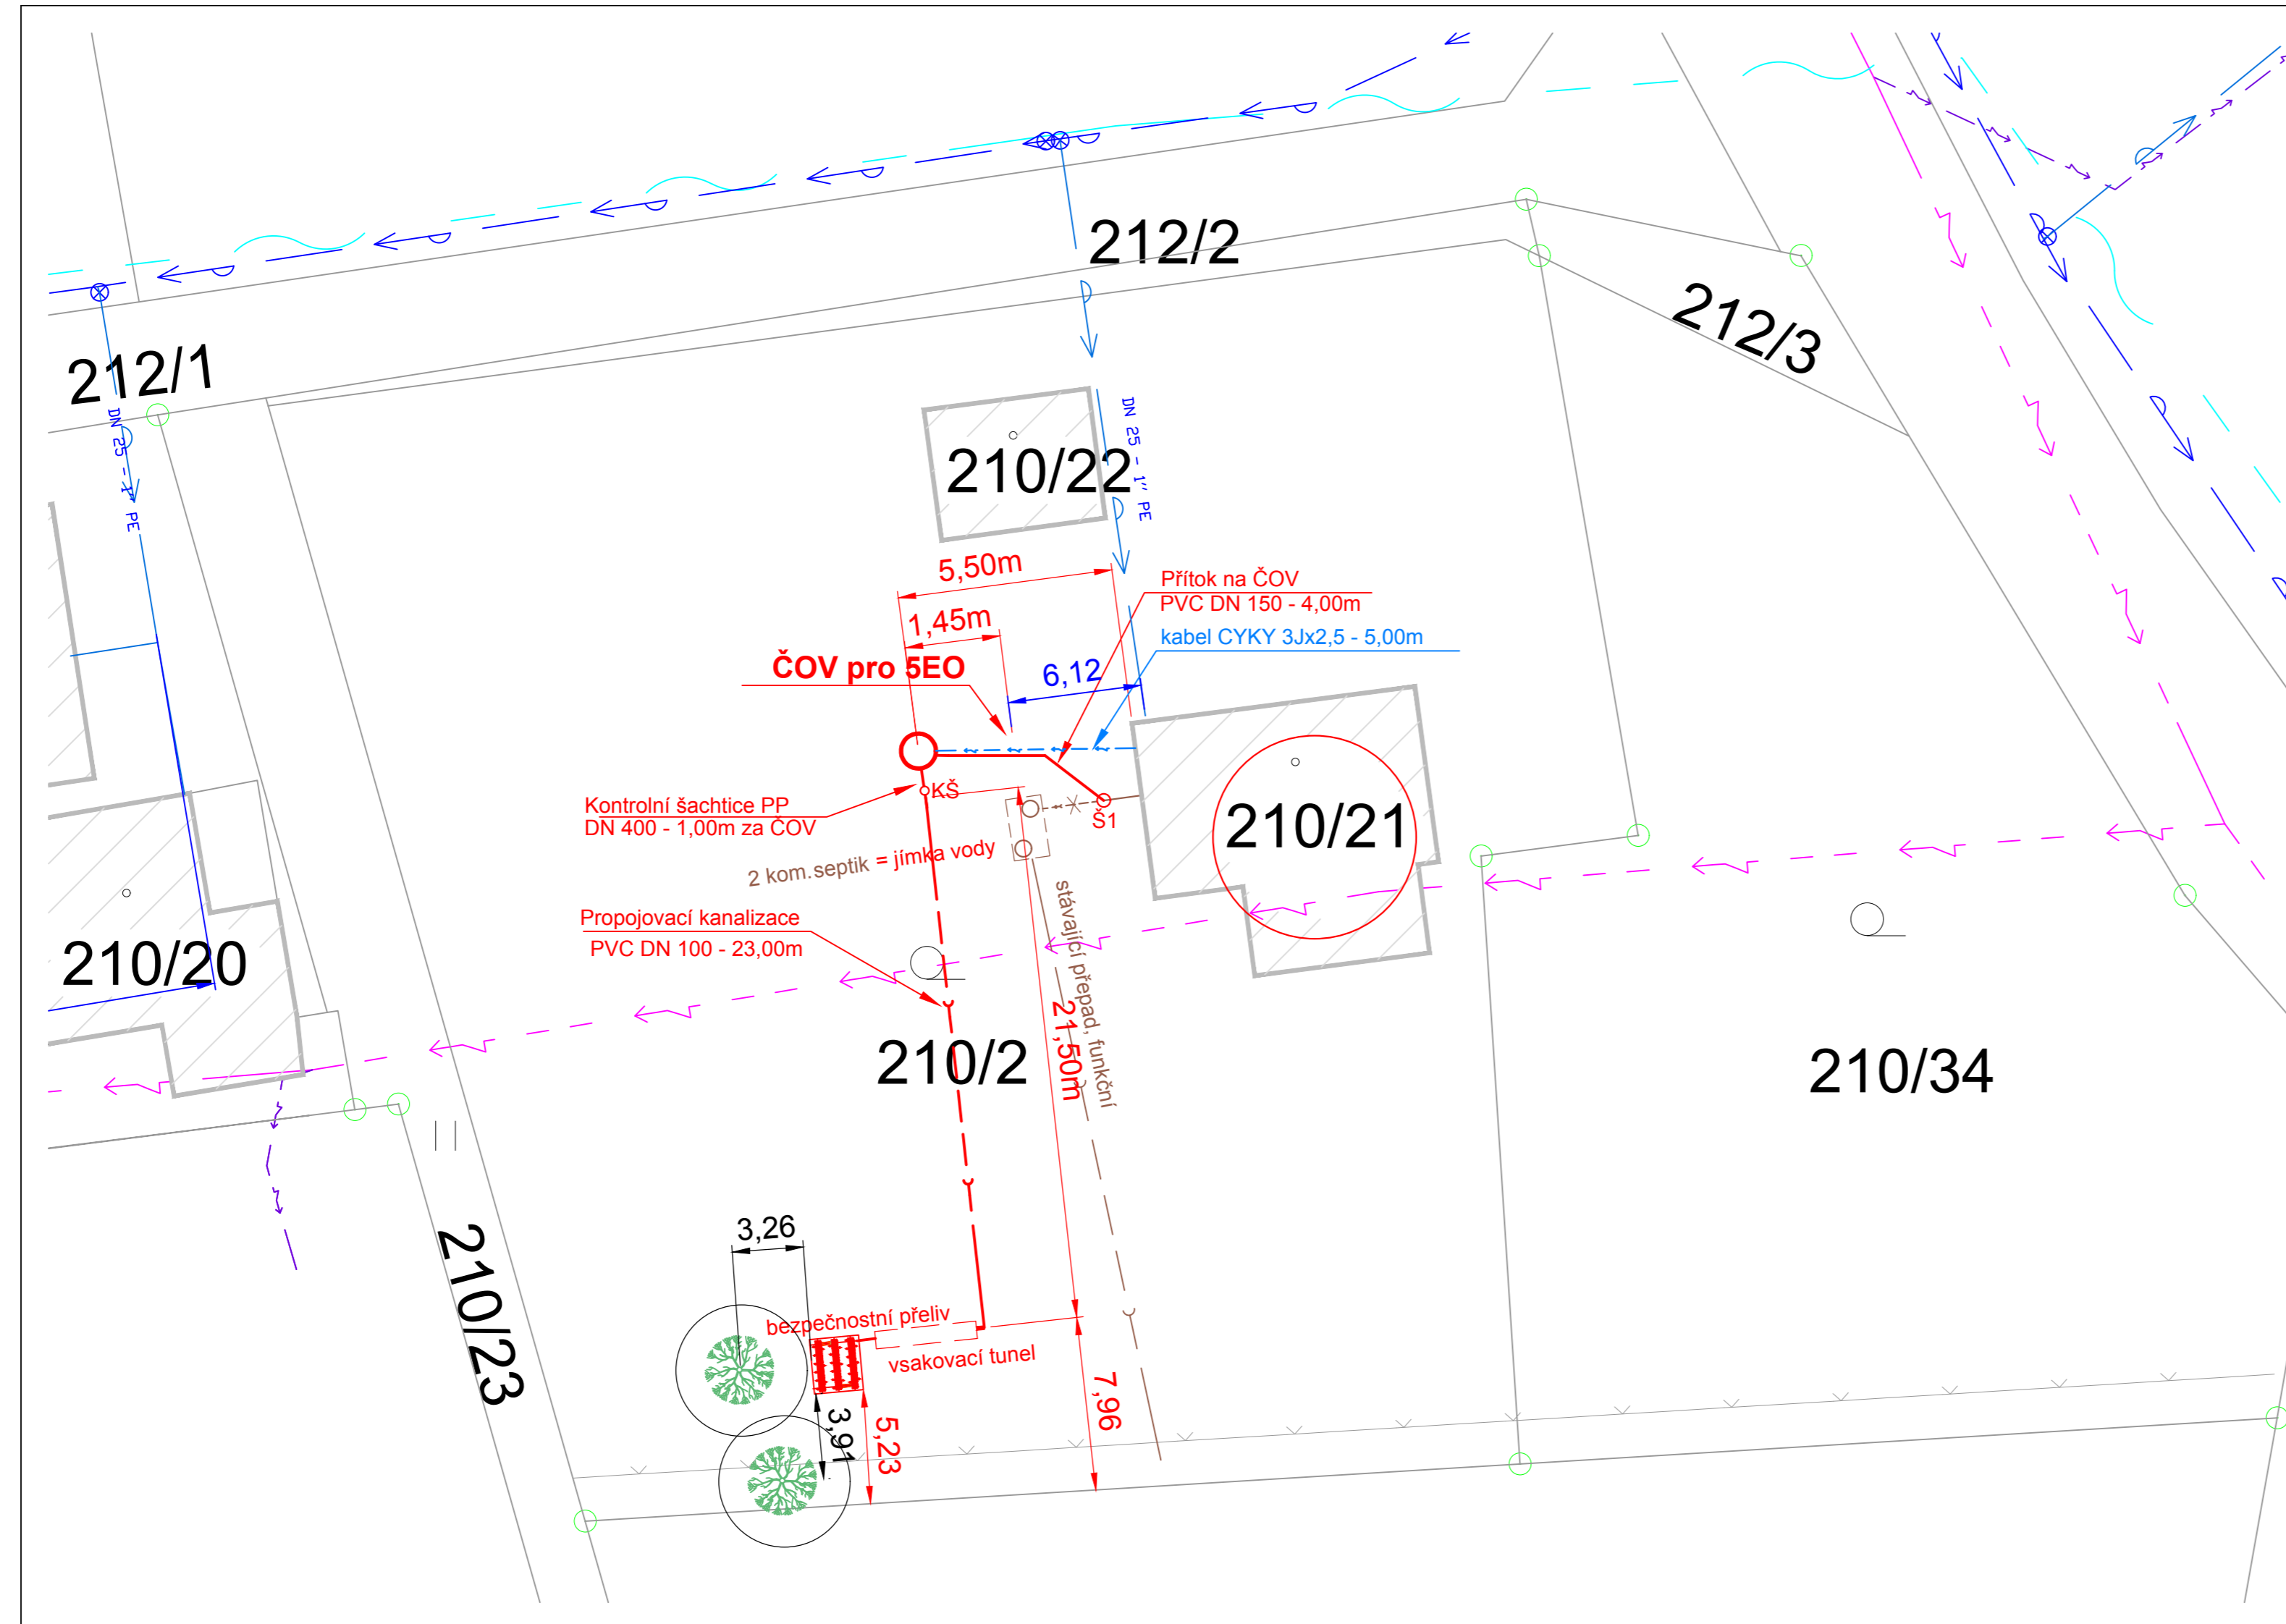 212/2
212/3
212/1
DN 25 - 1'' PE
DN 25 - 1'' PE
210/22
5,50m
Přítok na ČOV
PVC DN 150 - 4,00m
1,45m
kabel CYKY 3Jx2,5 - 5,00m
ČOV pro 5EO
6,12
KŠ
Kontrolní šachtice PP
DN 400 - 1,00m za ČOV
Š1
210/21
2 kom.septik = jímka vody
Propojovací kanalizace
PVC DN 100 - 23,00m
stávající přepad, funkční
210/20
21,50m
210/2
210/34
3,26
210/23
bezpečnostní přeliv
vsakovací tunel
3,91
5,23
7,96